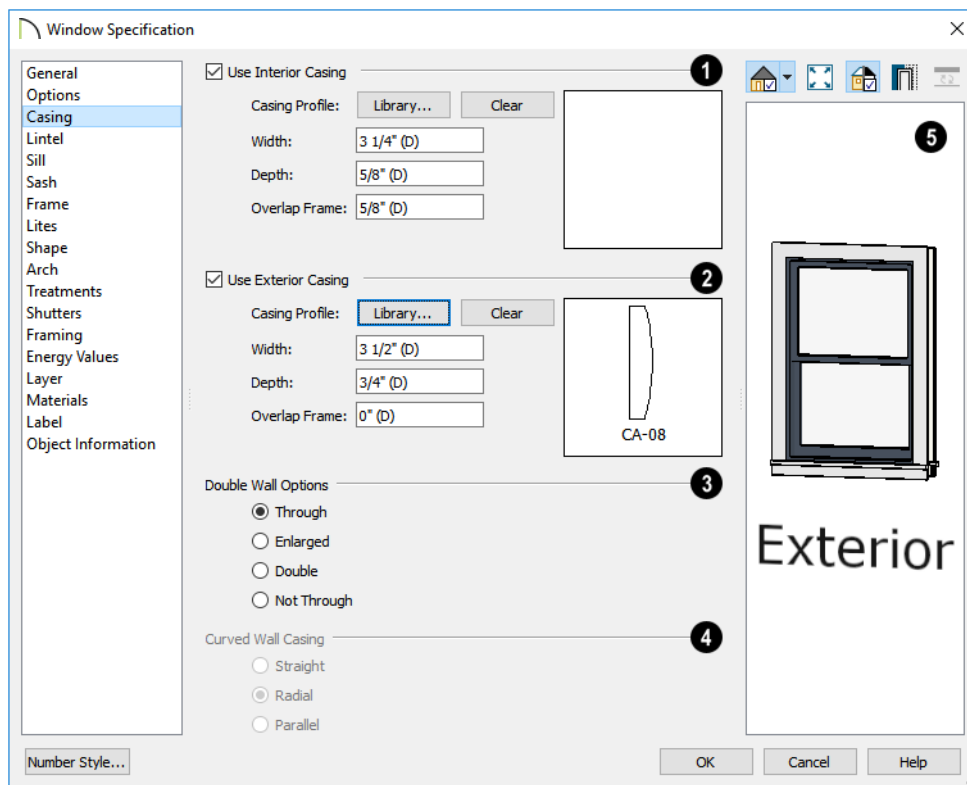 Window Specification
General
Options
Casing
Lintel
Sill
Sash
Frame
Lites
Shape
Arch
Treatments
Shutters
Framing
Energy Values
Layer
Materials
Label
Object Information
Use Interior Casing
1
Casing Profile: Library... Clear
Width: 3 1/4" (D)
Depth: 5/8" (D)
Overlap Frame: 5/8" (D)
Use Exterior Casing
2
Casing Profile: Library... Clear
Width: 3 1/2" (D)
Depth: 3/4" (D)
Overlap Frame: 0" (D)
CA-08
Double Wall Options
3
Through
Enlarged
Double
Not Through
Curved Wall Casing
4
Straight
Radial
Parallel
5
Exterior
Number Style...
OK
Cancel
Help